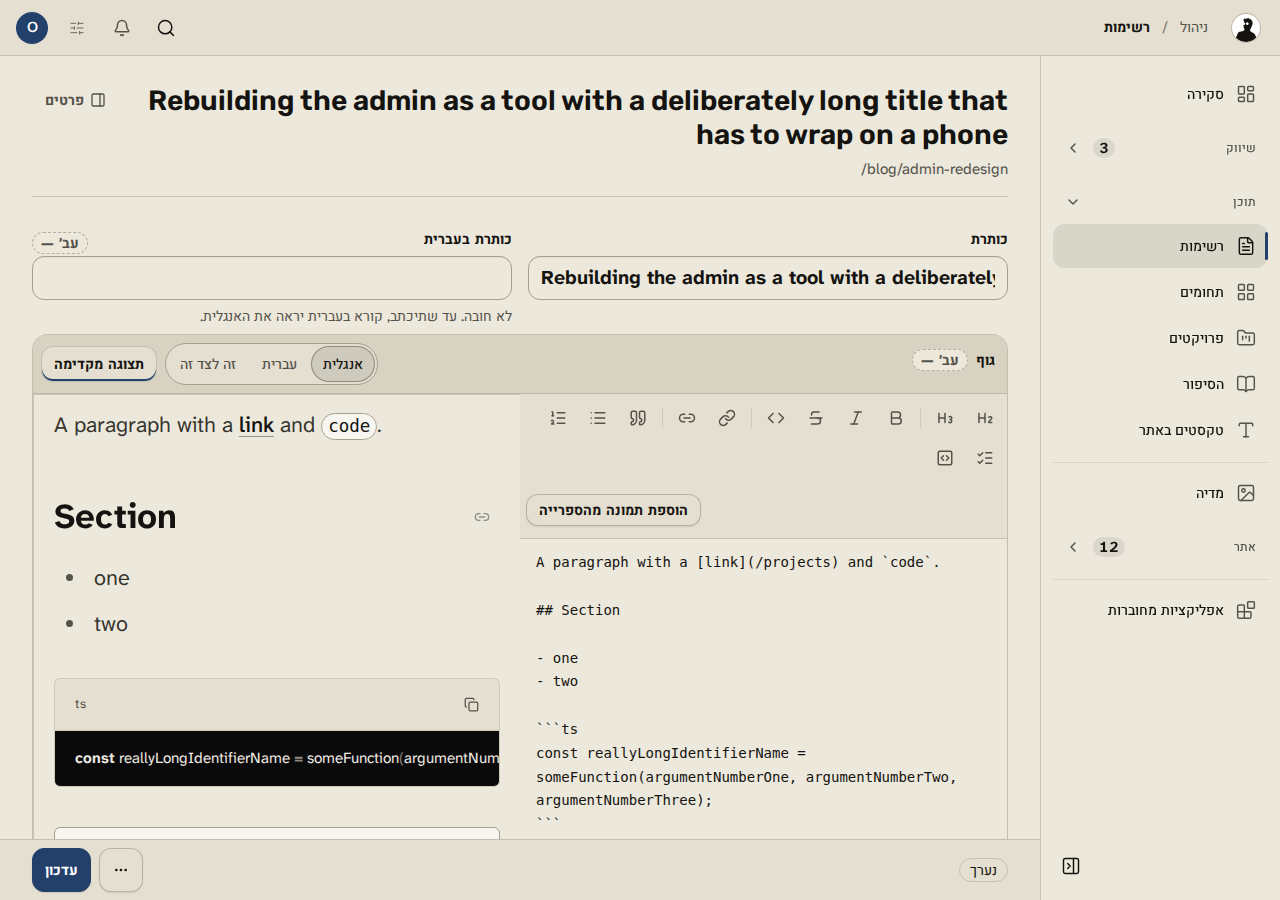 ניהול / רשימות
O
סקירה
שיווק 3
תוכן
רשימות
תחומים
פרויקטים
הסיפור
טקסטים באתר
מדיה
אתר 12
אפליקציות מחוברות
Rebuilding the admin as a tool with a deliberately long title that
has to wrap on a phone
/blog/admin-redesign
פרטים
כותרת
Rebuilding the admin as a tool with a deliberately
כותרת בעברית
עב׳ —
לא חובה. עד שתיכתב, קורא בעברית יראה את האנגלית.
גוף עב׳ —
אנגלית עברית זה לצד זה
תצוגה מקדימה
H2 H3
הוספת תמונה מהספרייה
A paragraph with a [link](/projects) and `code`.
## Section
- one
- two
```ts
const reallyLongIdentifierName =
someFunction(argumentNumberOne, argumentNumberTwo,
argumentNumberThree);
```
A paragraph with a link and code.
Section
one
two
ts
const reallyLongIdentifierName = someFunction(argumentNum
נערך
...
עדכון